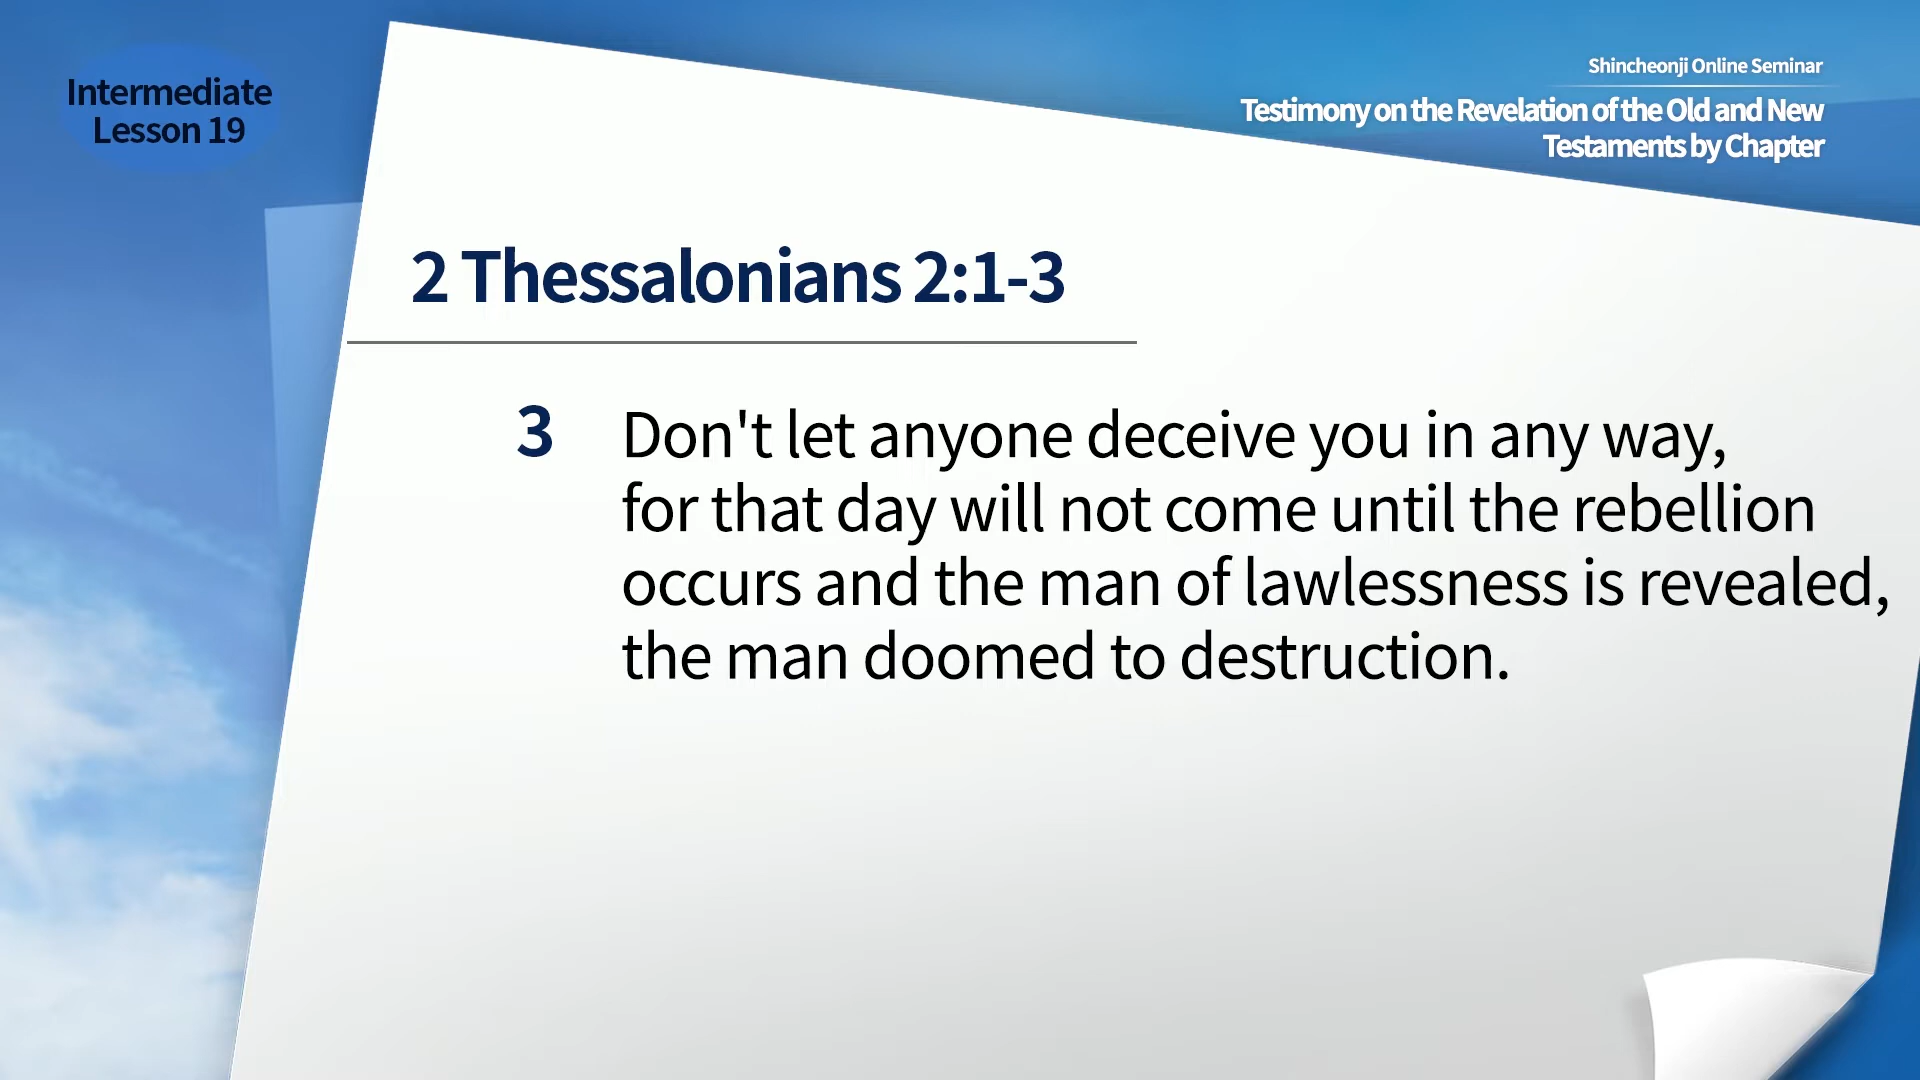 Intermediate
Lesson 19
Shincheonji Online Seminar
Testimony on the Revelation of the Old and New
Testaments by Chapter
2 Thessalonians 2:1-3
3 Don't let anyone deceive you in any way,
for that day will not come until the rebellion
occurs and the man of lawlessness is revealed,
the man doomed to destruction.